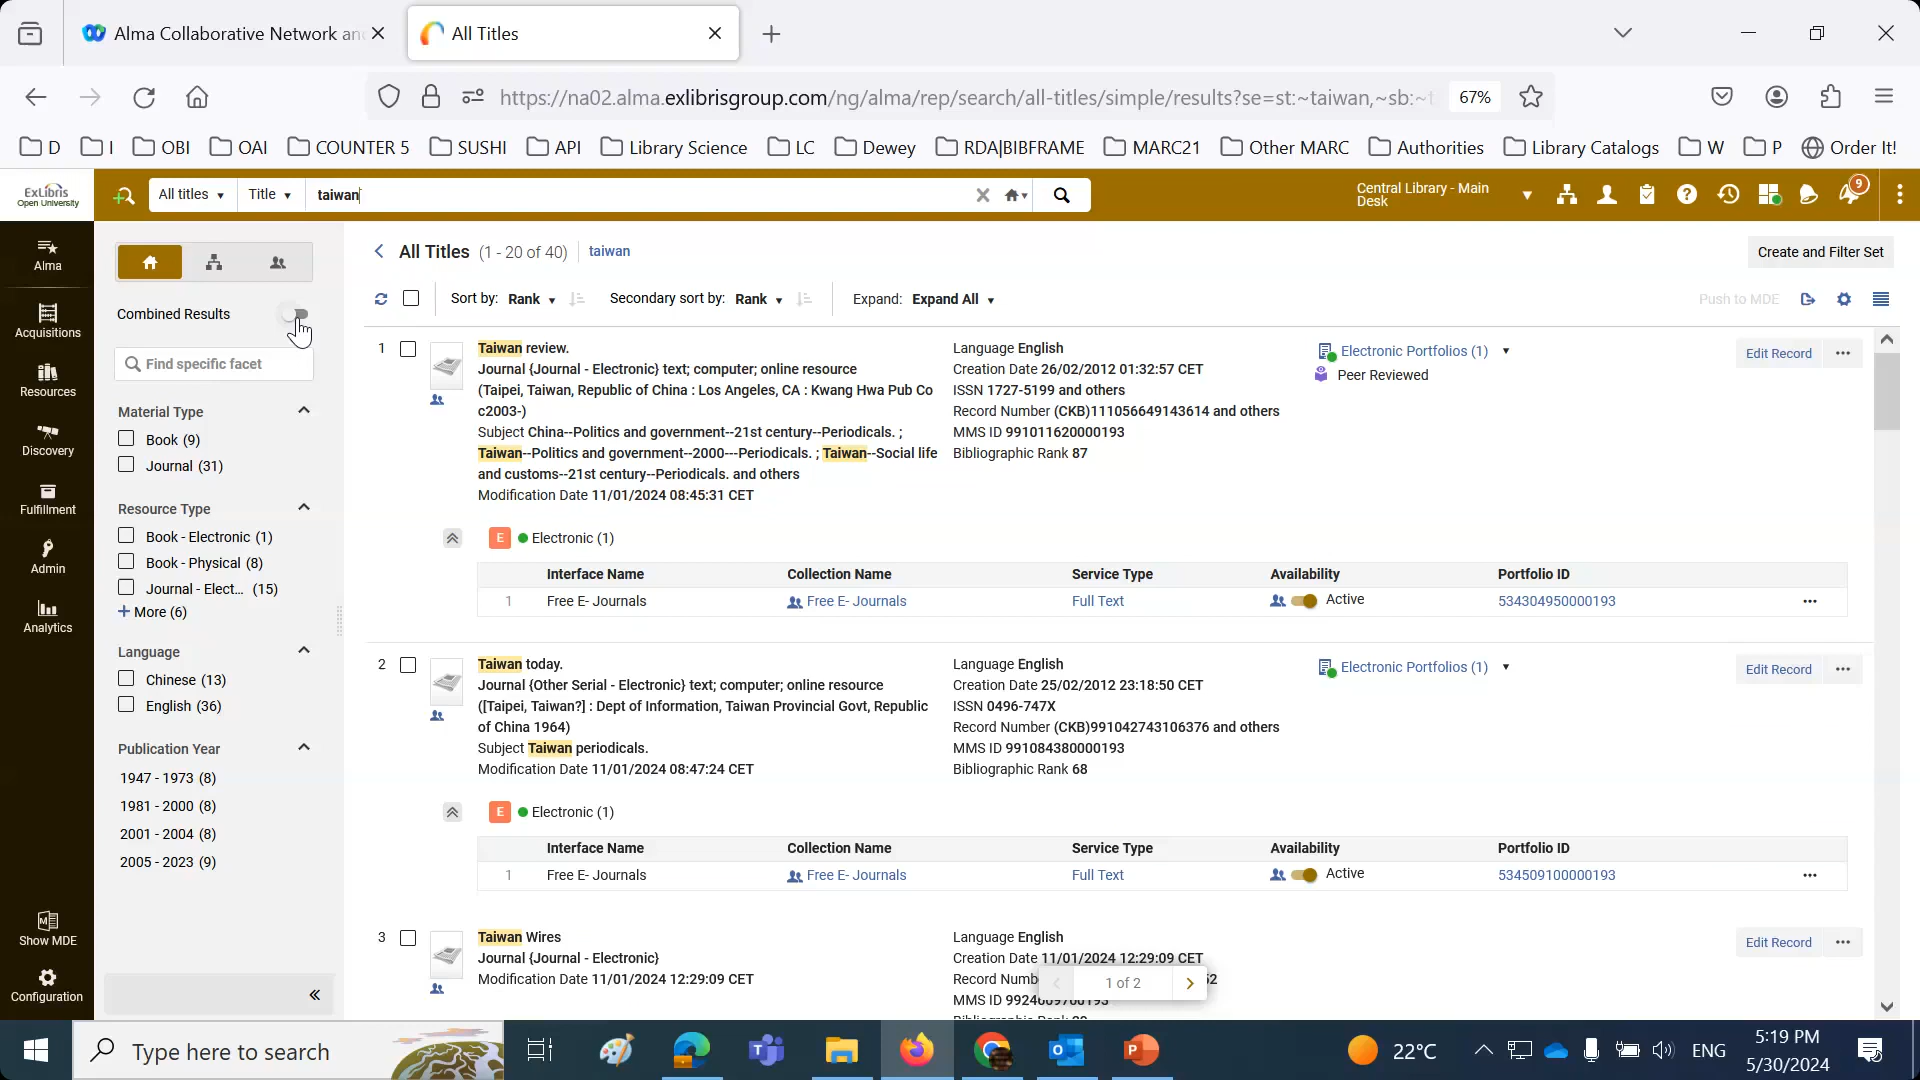 Alma Collaborative Network an
All Titles
https://na02.alma.exlibrisgroup.com/ng/alma/rep/search/all-titles/simple/results?se=st:~taiwan,~sb:~t
67%
D
I
OBI
OAI
COUNTER 5
SUSHI
API
Library Science
LC
Dewey
RDA|BIBFRAME
MARC21
Other MARC
Authorities
Library Catalogs
W
P
Order It!
ExLibris
Open University
All titles
Title
taiwan
Central Library - Main
Desk
9
Alma
Acquisitions
Resources
Discovery
Fulfillment
Admin
Analytics
Show MDE
Configuration
Combined Results
Find specific facet
Material Type
Book (9)
Journal (31)
Resource Type
Book - Electronic (1)
Book - Physical (8)
Journal - Elect... (15)
+ More (6)
Language
Chinese (13)
English (36)
Publication Year
1947 - 1973 (8)
1981 - 2000 (8)
2001 - 2004 (8)
2005 - 2023 (9)
All Titles (1 - 20 of 40) taiwan
Create and Filter Set
Sort by: Rank
Secondary sort by: Rank
Expand: Expand All
Push to MDE
1
Taiwan review.
Journal {Journal - Electronic} text; computer; online resource
(Taipei, Taiwan, Republic of China : Los Angeles, CA : Kwang Hwa Pub Co
c2003-)
Subject China--Politics and government--21st century--Periodicals. ;
Taiwan--Politics and government--2000---Periodicals. ; Taiwan--Social life
and customs--21st century--Periodicals. and others
Modification Date 11/01/2024 08:45:31 CET
Language English
Creation Date 26/02/2012 01:32:57 CET
ISSN 1727-5199 and others
Record Number (CKB)111056649143614 and others
MMS ID 991011620000193
Bibliographic Rank 87
Electronic Portfolios (1)
Peer Reviewed
Edit Record
E Electronic (1)
Interface Name Collection Name Service Type Availability Portfolio ID
1 Free E- Journals Free E- Journals Full Text Active 534304950000193
2
Taiwan today.
Journal {Other Serial - Electronic} text; computer; online resource
([Taipei, Taiwan?] : Dept of Information, Taiwan Provincial Govt, Republic
of China 1964)
Subject Taiwan periodicals.
Modification Date 11/01/2024 08:47:24 CET
Language English
Creation Date 25/02/2012 23:18:50 CET
ISSN 0496-747X
Record Number (CKB)991042743106376 and others
MMS ID 991084380000193
Bibliographic Rank 68
Electronic Portfolios (1)
Edit Record
E Electronic (1)
Interface Name Collection Name Service Type Availability Portfolio ID
1 Free E- Journals Free E- Journals Full Text Active 534509100000193
3
Taiwan Wires
Journal {Journal - Electronic}
Modification Date 11/01/2024 12:29:09 CET
Language English
Creation Date 11/01/2024 12:29:09 CET
Record
MMS ID
Edit Record
1 of 2
Type here to search
22°C
ENG
5:19 PM
5/30/2024